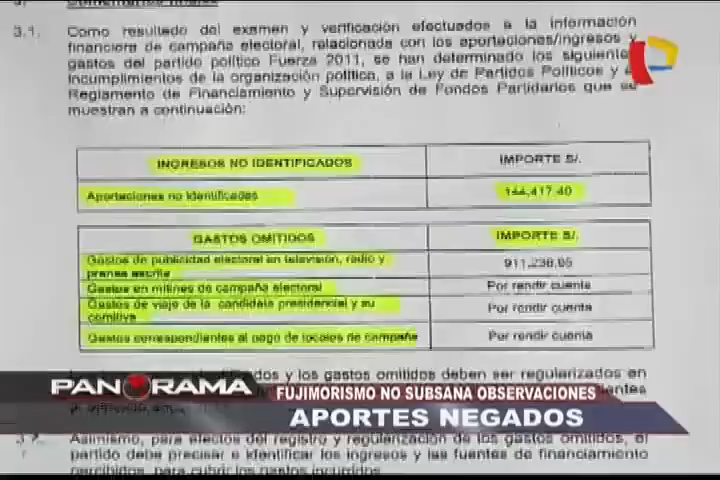 3.1. Como resultado del examen y verificación efectuados a la información
financiera de campaña electoral, relacionada con los aportaciones/ingresos y
gastos del partido político Fuerza 2011, se han determinado los siguientes
incumplimientos de la organización política, a la Ley de Partidos Políticos y
Reglamento de Financiamiento y Supervisión de Fondos Partidarios que se
muestran a continuación:
INGRESOS NO IDENTIFICADOS IMPORTE S/.
Aportaciones no identificadas 144,417.40
GASTOS OMITIDOS IMPORTE S/.
Gastos de publicidad electoral en televisión, radio y
prensa escrita 911,238.65
Gastos en mítines de campaña electoral Por rendir cuenta
Gastos de viaje de la candidata presidencial y su
comitiva Por rendir cuenta
Gastos correspondientes al pago de locales de campaña Por rendir cuenta
y los gastos omitidos deben ser regularizados en
PANORAMA
FUJIMORISMO NO SUBSANA OBSERVACIONES
APORTES NEGADOS
Asimismo, para efectos del registro y regularización de los gastos omitidos, el
partido debe precisar e identificar los ingresos y las fuentes de financiamiento
percibidos, para cubrir los gastos incurridos.